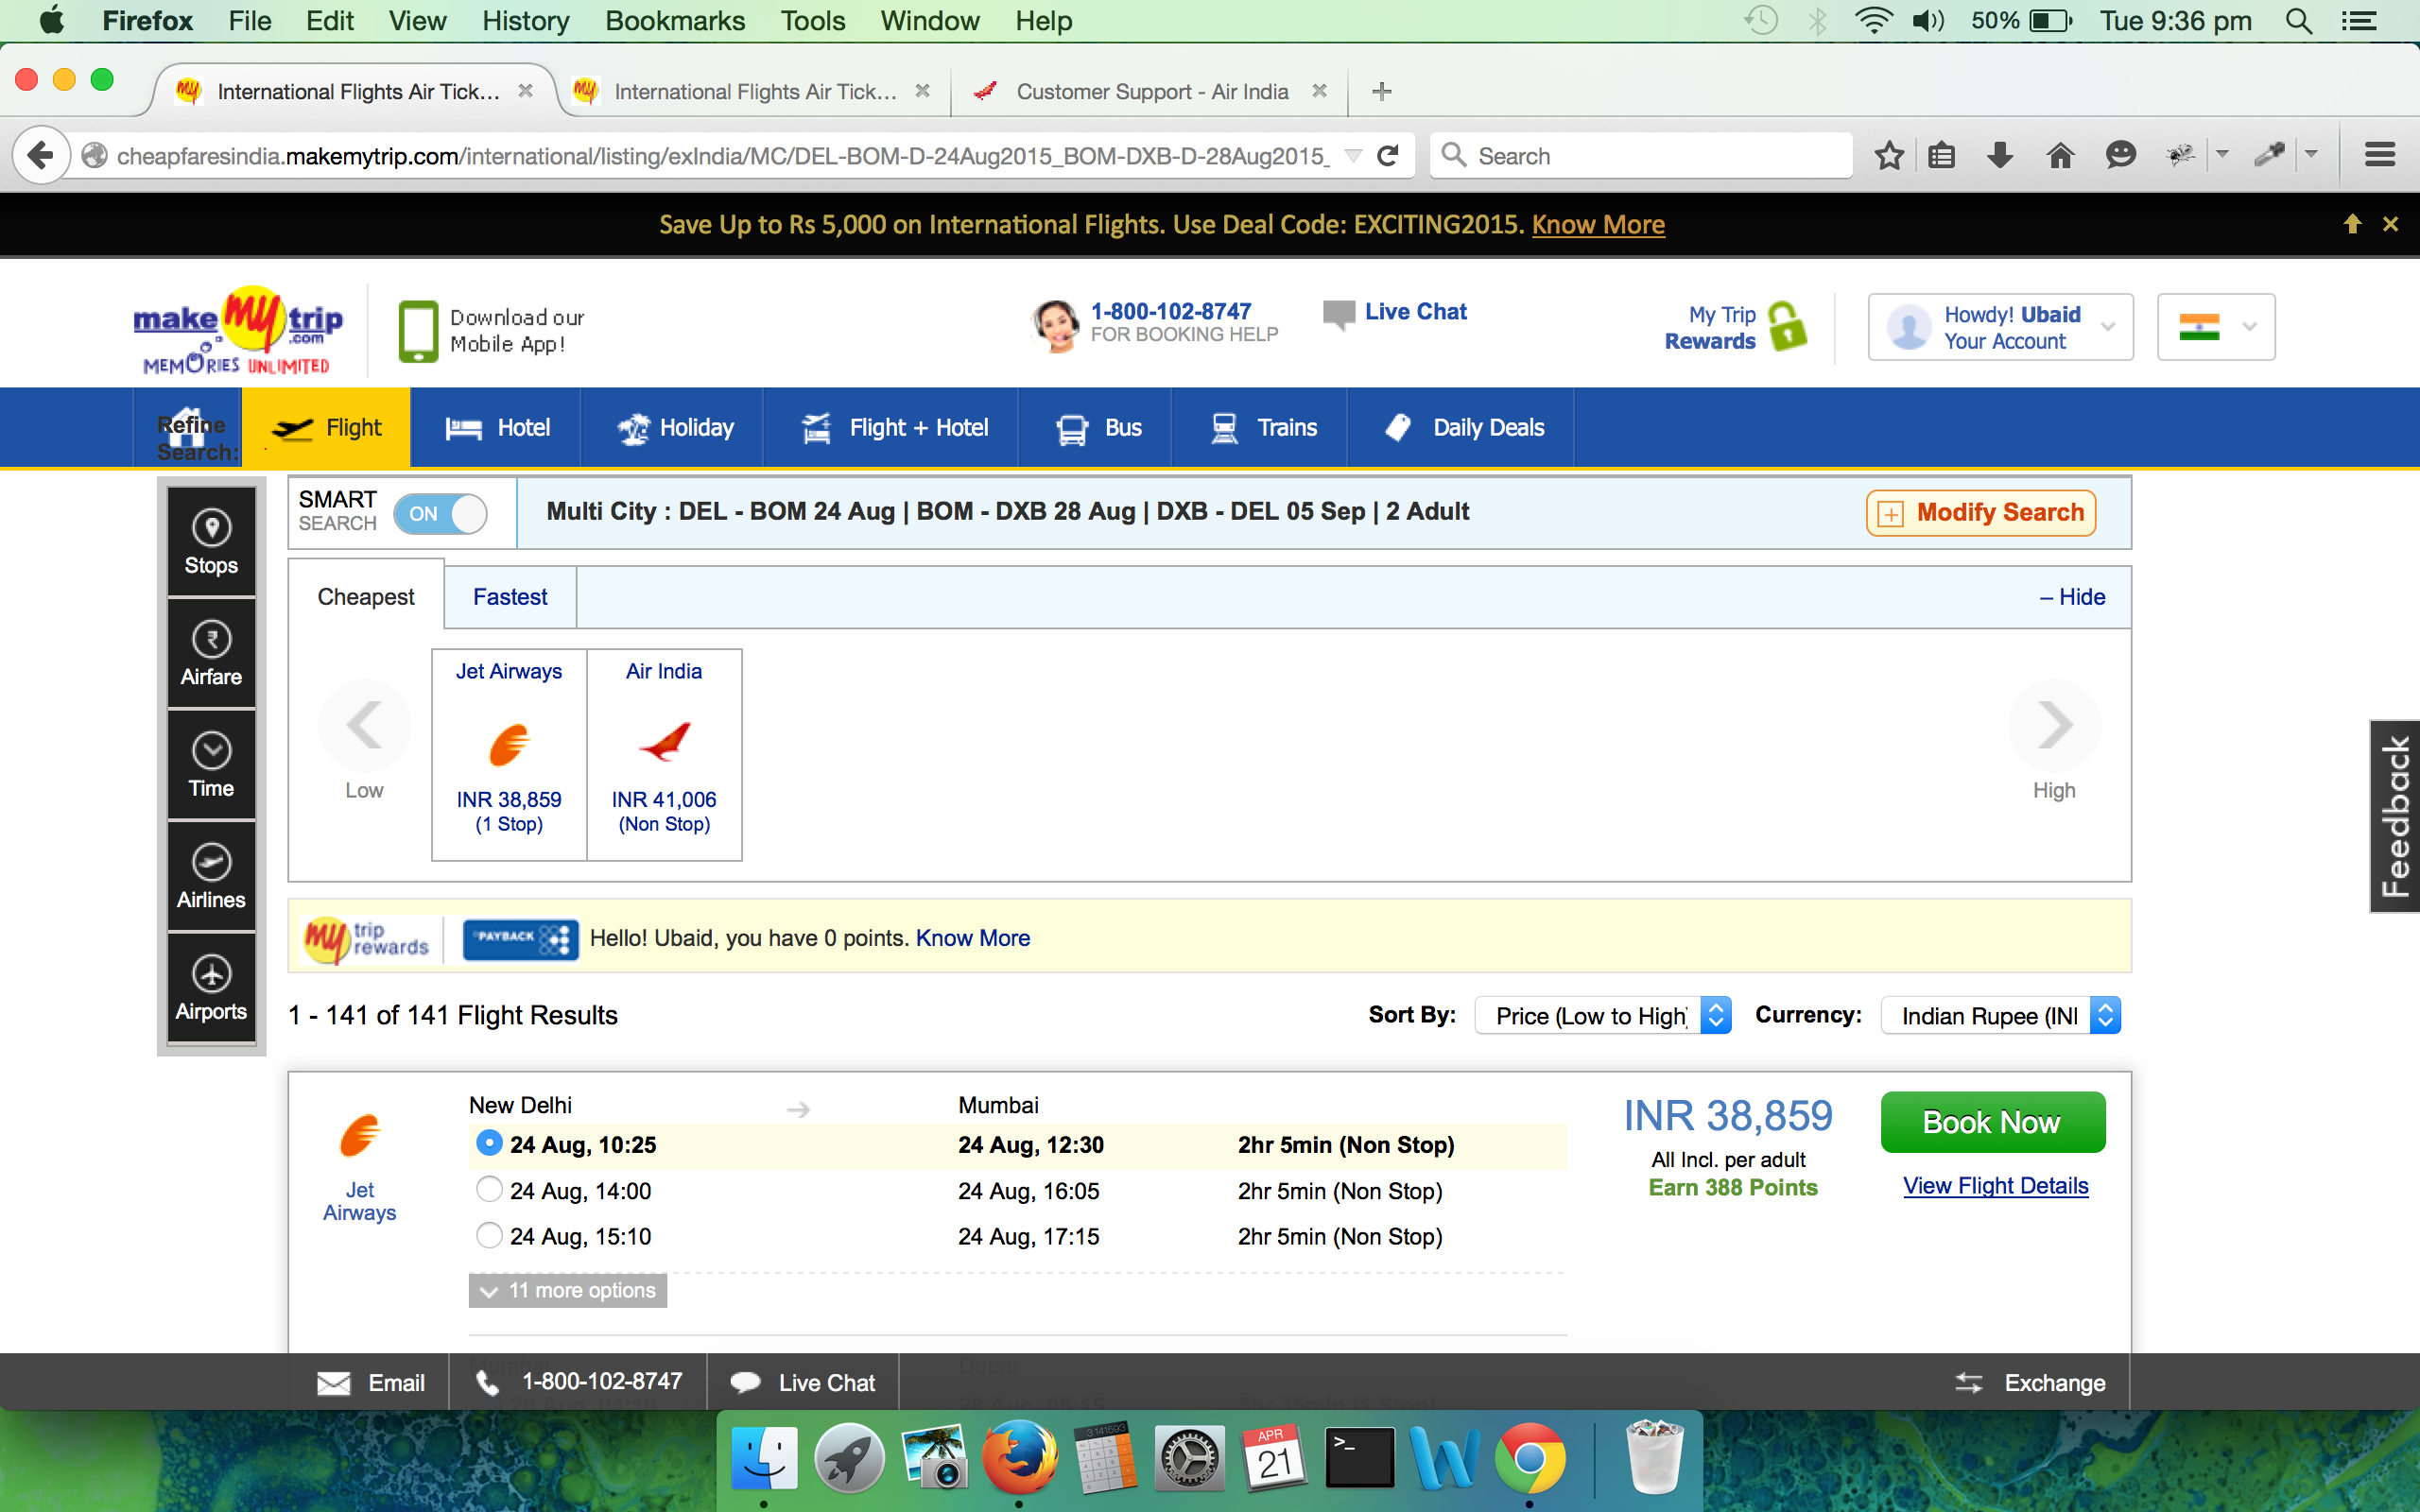 Firefox File Edit View History Bookmarks Tools Window Help 50% Tue 9:36 pm
International Flights Air Tick... International Flights Air Tick... Customer Support - Air India
cheapfaresindia.makemytrip.com/international/listing/exIndia/MC/DEL-BOM-D-24Aug2015_BOM-DXB-D-28Aug2015_ Search
Save Up to Rs 5,000 on International Flights. Use Deal Code: EXCITING2015. Know More
make my trip .com
MEMORIES UNLIMITED
Download our
Mobile App!
1-800-102-8747
FOR BOOKING HELP
Live Chat
My Trip
Rewards
Howdy! Ubaid
Your Account
Refine
Search:
Flight Hotel Holiday Flight + Hotel Bus Trains Daily Deals
SMART
SEARCH
ON
Multi City : DEL - BOM 24 Aug | BOM - DXB 28 Aug | DXB - DEL 05 Sep | 2 Adult
Modify Search
Stops
Airfare
Time
Airlines
Airports
Cheapest Fastest – Hide
Jet Airways Air India
Low High
INR 38,859 INR 41,006
(1 Stop) (Non Stop)
Feedback
my trip rewards PAYBACK Hello! Ubaid, you have 0 points. Know More
1 - 141 of 141 Flight Results Sort By: Price (Low to High) Currency: Indian Rupee (INI
Jet
Airways
New Delhi Mumbai
24 Aug, 10:25 24 Aug, 12:30 2hr 5min (Non Stop)
24 Aug, 14:00 24 Aug, 16:05 2hr 5min (Non Stop)
24 Aug, 15:10 24 Aug, 17:15 2hr 5min (Non Stop)
11 more options
INR 38,859
All Incl. per adult
Earn 388 Points
Book Now
View Flight Details
Mumbai Dubai
Email 1-800-102-8747 Live Chat Exchange
APR
21